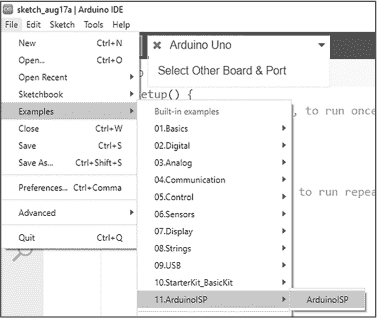 sketch_aug17a | Arduino IDE
File Edit Sketch Tools Help
New Ctrl+N
Open... Ctrl+O
Open Recent
Sketchbook
Examples
Close Ctrl+W
Save Ctrl+S
Save As... Ctrl+Shift+S
Preferences... Ctrl+Comma
Advanced
Quit Ctrl+Q
Arduino Uno
Select Other Board & Port
etup() {
, to run once
to run repea
Built-in examples
01.Basics
02.Digital
03.Analog
04.Communication
05.Control
06.Sensors
07.Display
08.Strings
09.USB
10.StarterKit_BasicKit
11.ArduinoISP
ArduinoISP